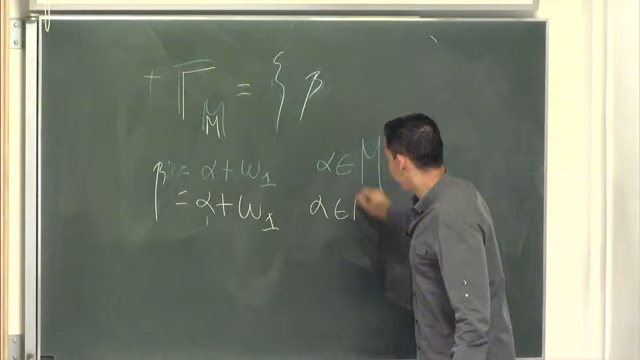 + Γ_M = { β
β' = α + ω_1 α ∈ M
= α + ω_1 α ∈